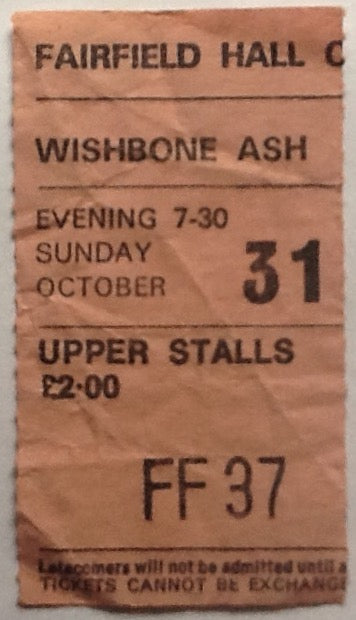 FAIRFIELD HALL C
WISHBONE ASH
EVENING 7-30
SUNDAY
OCTOBER
31
UPPER STALLS
£2·00
FF 37
Latecomers will not be admitted until a
TICKETS CANNOT BE EXCHANGE